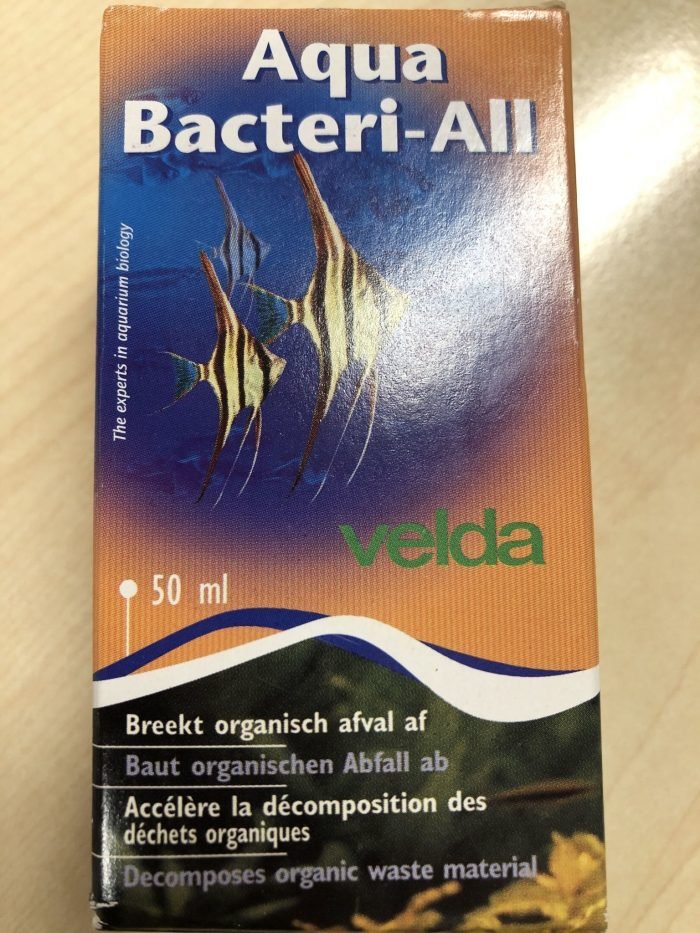 Aqua
Bacteri-All
The experts in aquarium biology
velda
50 ml
Breekt organisch afval af
Baut organischen Abfall ab
Accélère la décomposition des
déchets organiques
Decomposes organic waste material